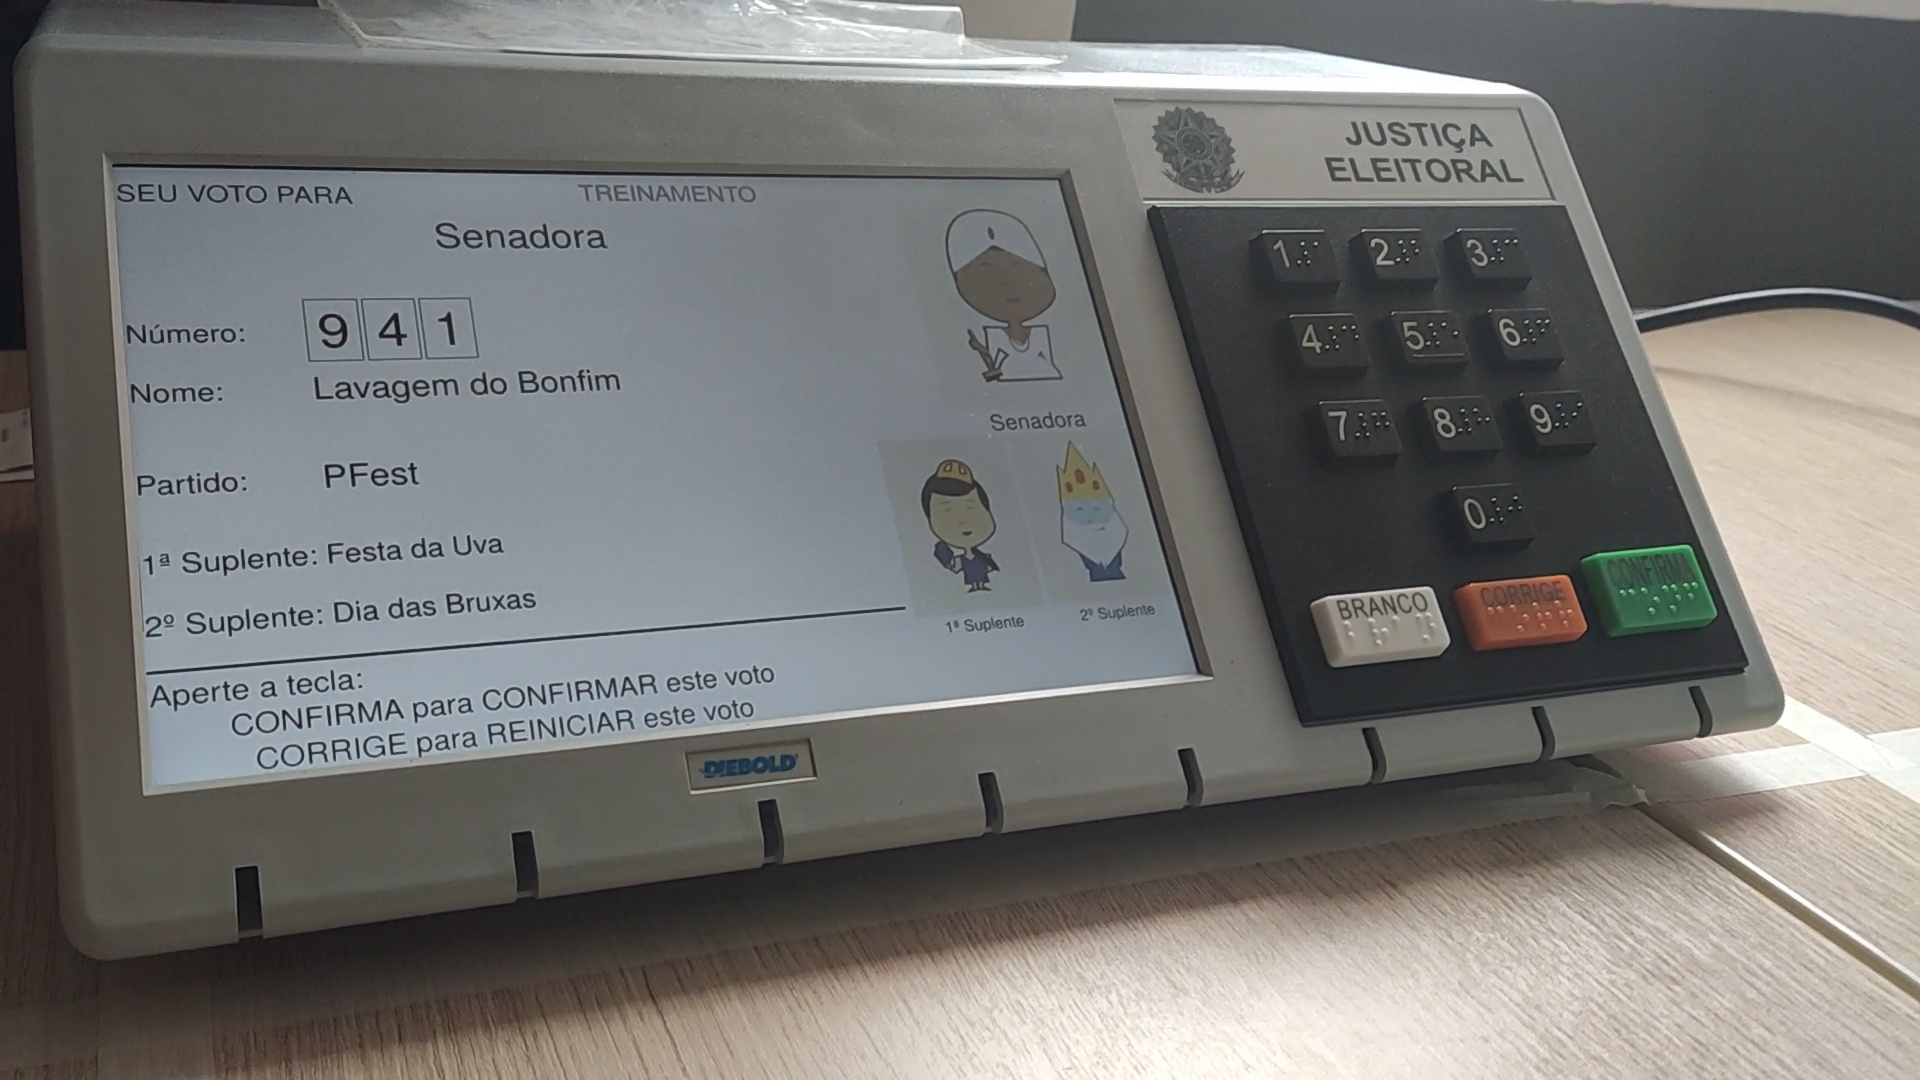 SEU VOTO PARA
TREINAMENTO
Senadora
Número: 9 4 1
Nome: Lavagem do Bonfim
Partido: PFest
1ª Suplente: Festa da Uva
2º Suplente: Dia das Bruxas
Senadora
1ª Suplente
2º Suplente
Aperte a tecla:
CONFIRMA para CONFIRMAR este voto
CORRIGE para REINICIAR este voto
DIEBOLD
JUSTIÇA
ELEITORAL
1 2 3
4 5 6
7 8 9
0
BRANCO CORRIGE CONFIRMA